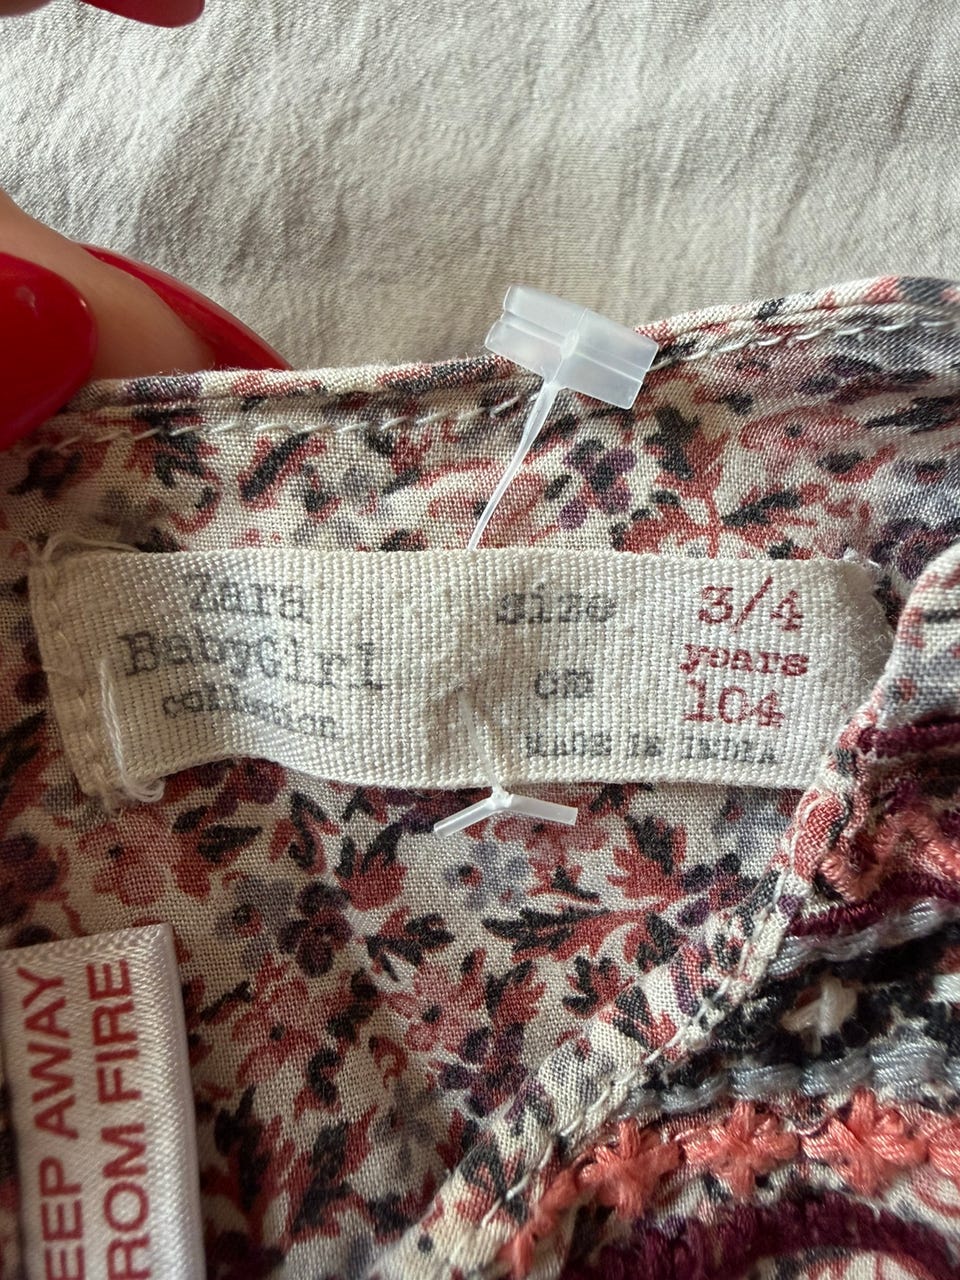 Zara
BabyGirl
collection
size
cm
3/4
years
104
MADE IN INDIA
EEP AWAY
ROM FIRE